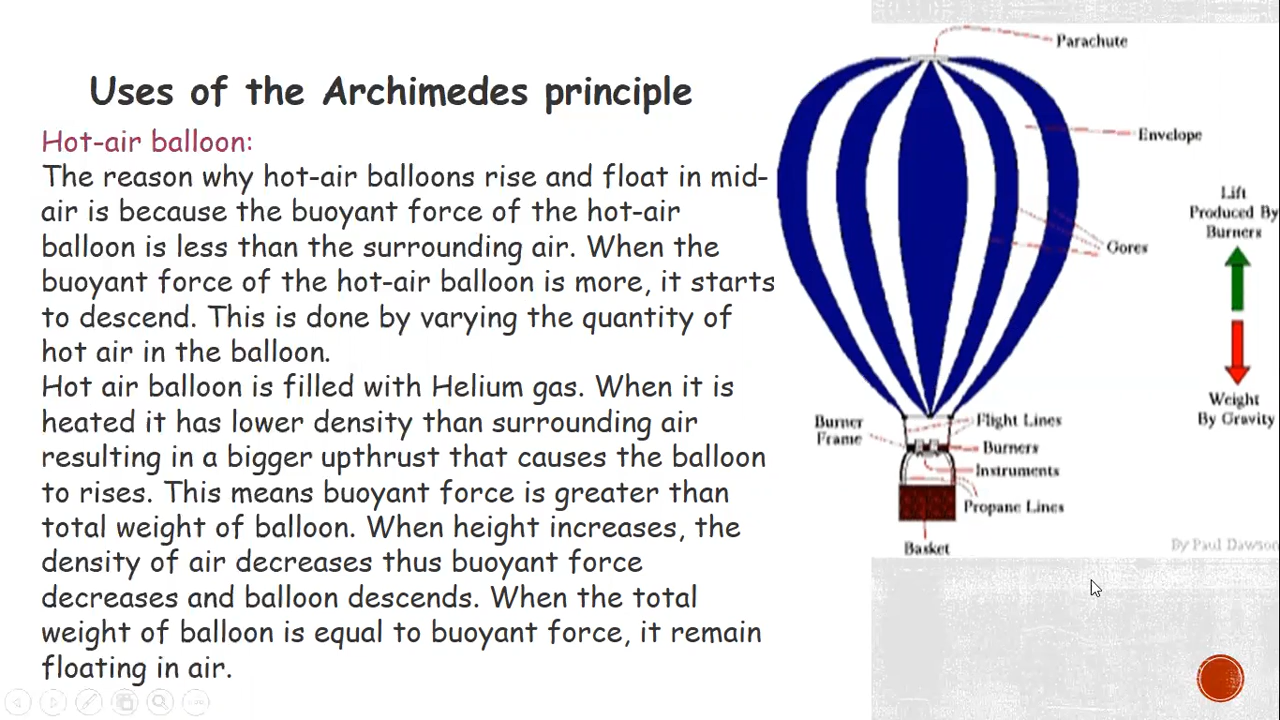 Uses of the Archimedes principle
Hot-air balloon:
The reason why hot-air balloons rise and float in mid-
air is because the buoyant force of the hot-air
balloon is less than the surrounding air. When the
buoyant force of the hot-air balloon is more, it starts
to descend. This is done by varying the quantity of
hot air in the balloon.
Hot air balloon is filled with Helium gas. When it is
heated it has lower density than surrounding air
resulting in a bigger upthrust that causes the balloon
to rises. This means buoyant force is greater than
total weight of balloon. When height increases, the
density of air decreases thus buoyant force
decreases and balloon descends. When the total
weight of balloon is equal to buoyant force, it remain
floating in air.
Parachute
Envelope
Lift
Produced By
Burners
Gores
Weight
By Gravity
Burner
Frame
Flight Lines
Burners
Instruments
Propane Lines
Basket
By Paul Dawson